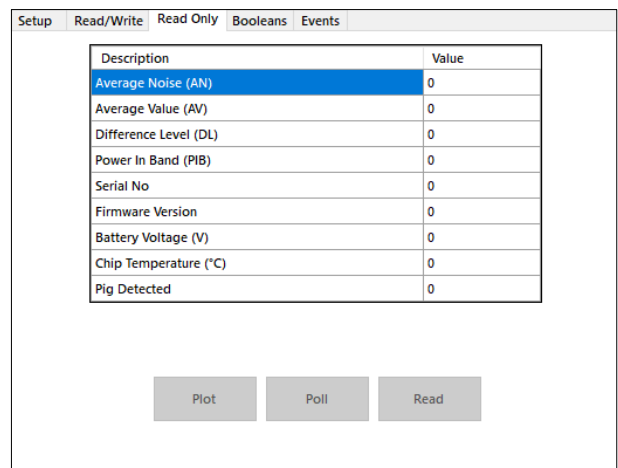 Setup Read/Write Read Only Booleans Events
Description Value
Average Noise (AN) 0
Average Value (AV) 0
Difference Level (DL) 0
Power In Band (PIB) 0
Serial No 0
Firmware Version 0
Battery Voltage (V) 0
Chip Temperature (°C) 0
Pig Detected 0
Plot Poll Read